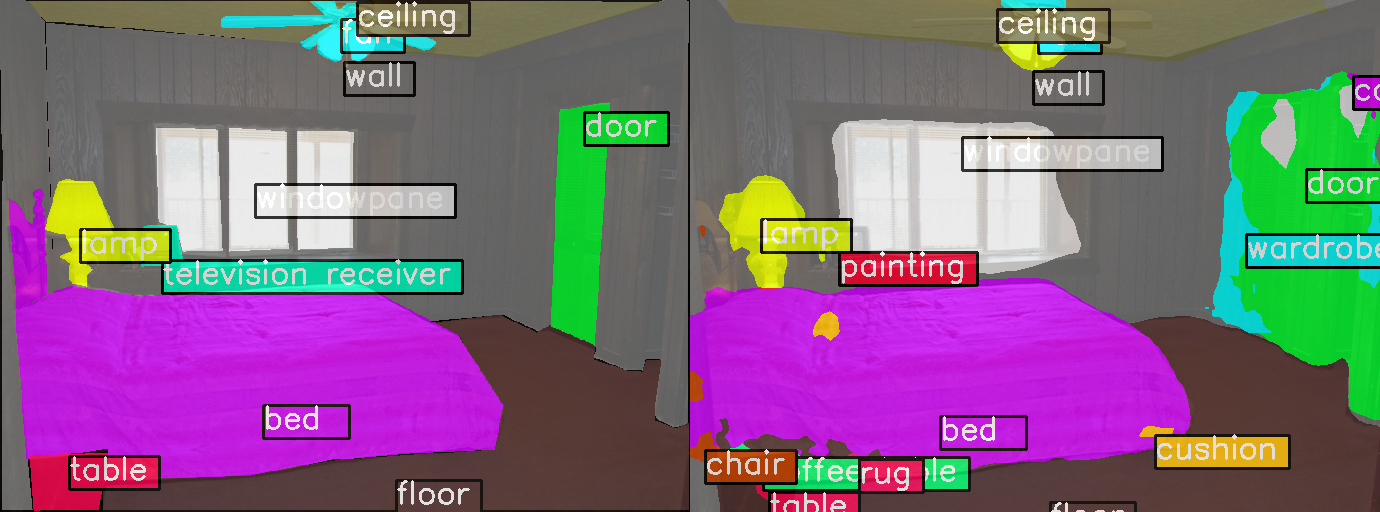 ceiling
fan
wall
door
windowpane
lamp
television receiver
bed
table
floor
ceiling
wall
windowpane
door
lamp
wardrobe
painting
bed
cushion
chair
rug
table
floor